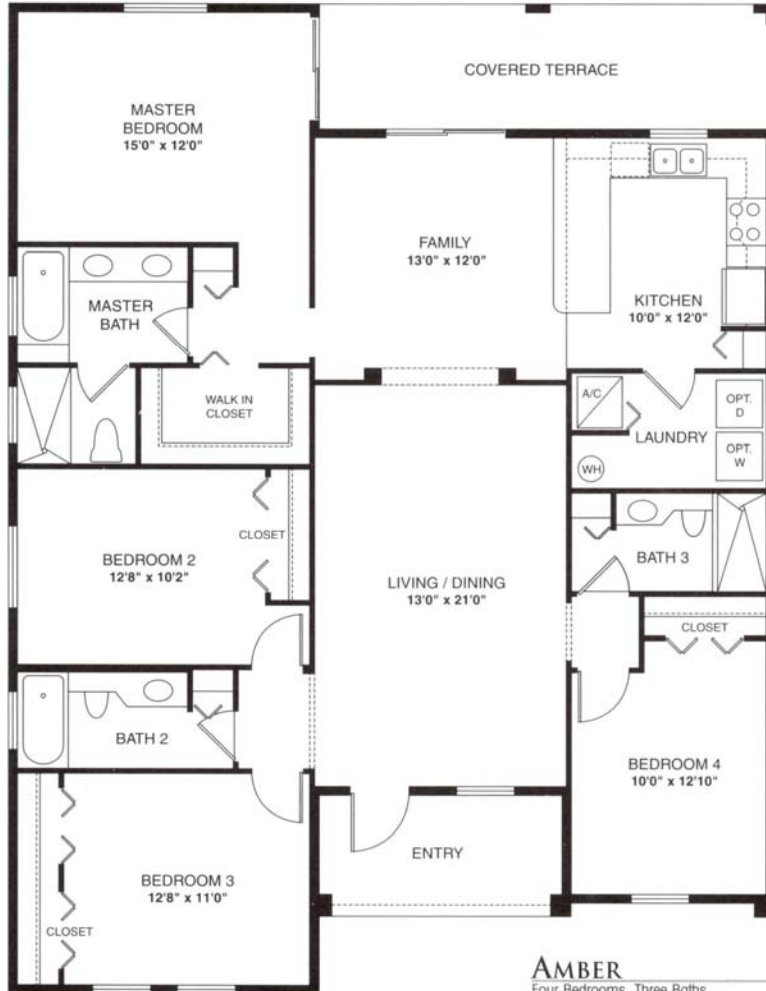 COVERED TERRACE
MASTER
BEDROOM
15'0" x 12'0"
FAMILY
13'0" x 12'0"
KITCHEN
10'0" x 12'0"
MASTER
BATH
WALK IN
CLOSET
A/C
OPT.
D
LAUNDRY
OPT.
W
WH
BEDROOM 2
12'8" x 10'2"
CLOSET
LIVING / DINING
13'0" x 21'0"
BATH 3
CLOSET
BATH 2
BEDROOM 4
10'0" x 12'10"
ENTRY
BEDROOM 3
12'8" x 11'0"
CLOSET
AMBER
Four Bedrooms, Three Baths